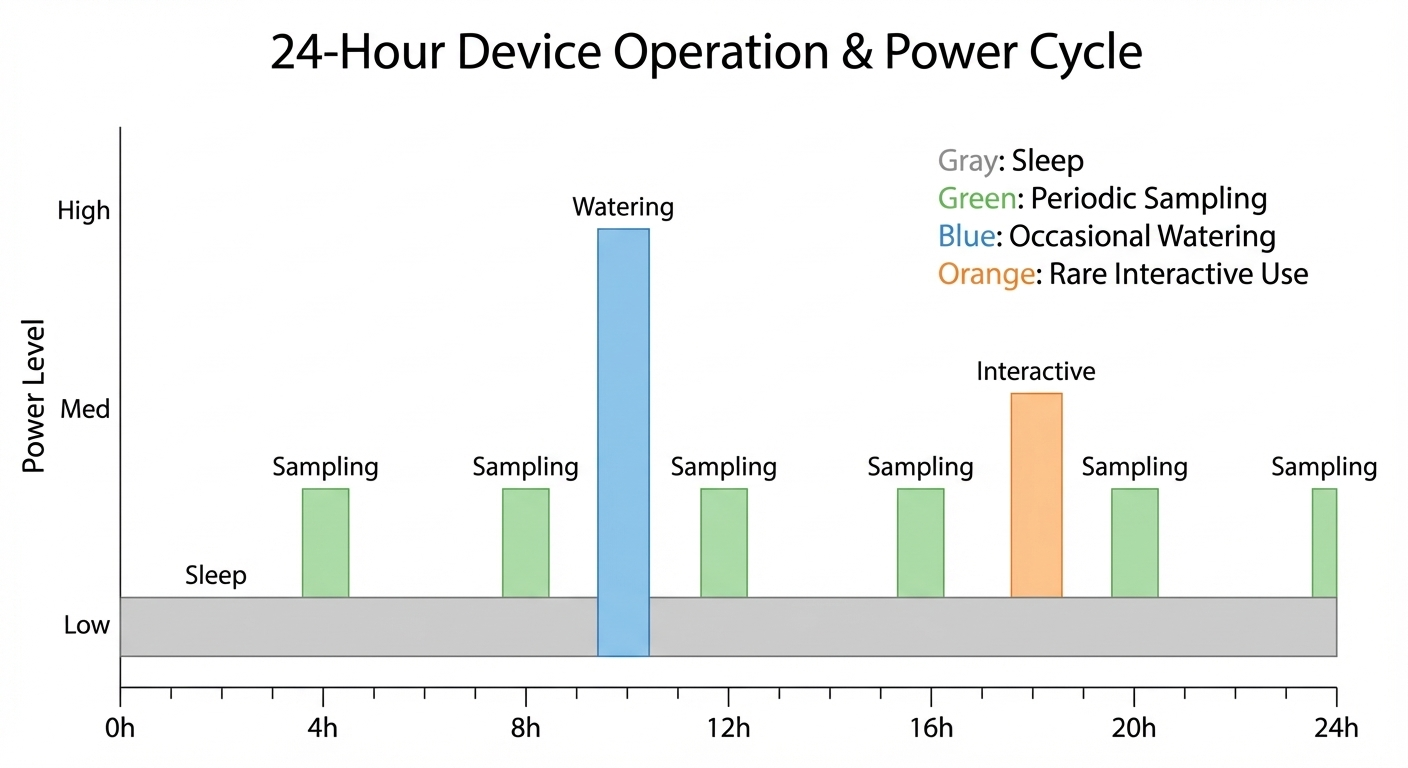 24-Hour Device Operation & Power Cycle
Gray: Sleep
Green: Periodic Sampling
Blue: Occasional Watering
Orange: Rare Interactive Use
Power Level
High
Med
Low
Watering
Interactive
Sampling
Sampling
Sampling
Sampling
Sampling
Sampling
Sleep
0h
4h
8h
12h
16h
20h
24h